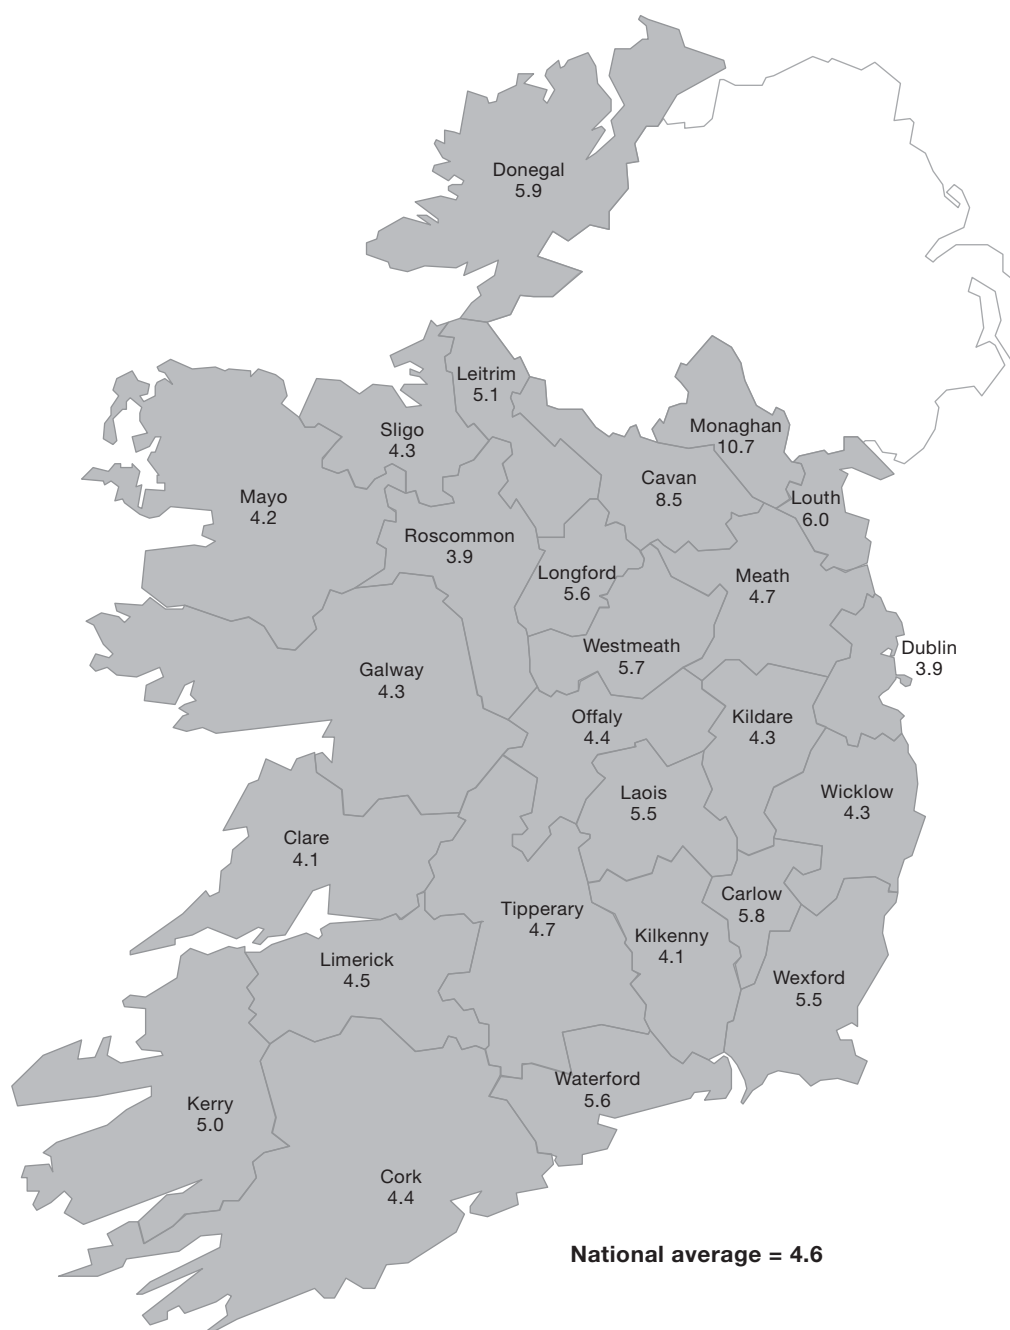 Donegal
5.9
Leitrim
5.1
Monaghan
10.7
Sligo
4.3
Cavan
8.5
Louth
6.0
Mayo
4.2
Roscommon
3.9
Longford
5.6
Meath
4.7
Westmeath
5.7
Dublin
3.9
Galway
4.3
Offaly
4.4
Kildare
4.3
Laois
5.5
Wicklow
4.3
Clare
4.1
Carlow
5.8
Tipperary
4.7
Kilkenny
4.1
Limerick
4.5
Wexford
5.5
Waterford
5.6
Kerry
5.0
Cork
4.4
National average = 4.6